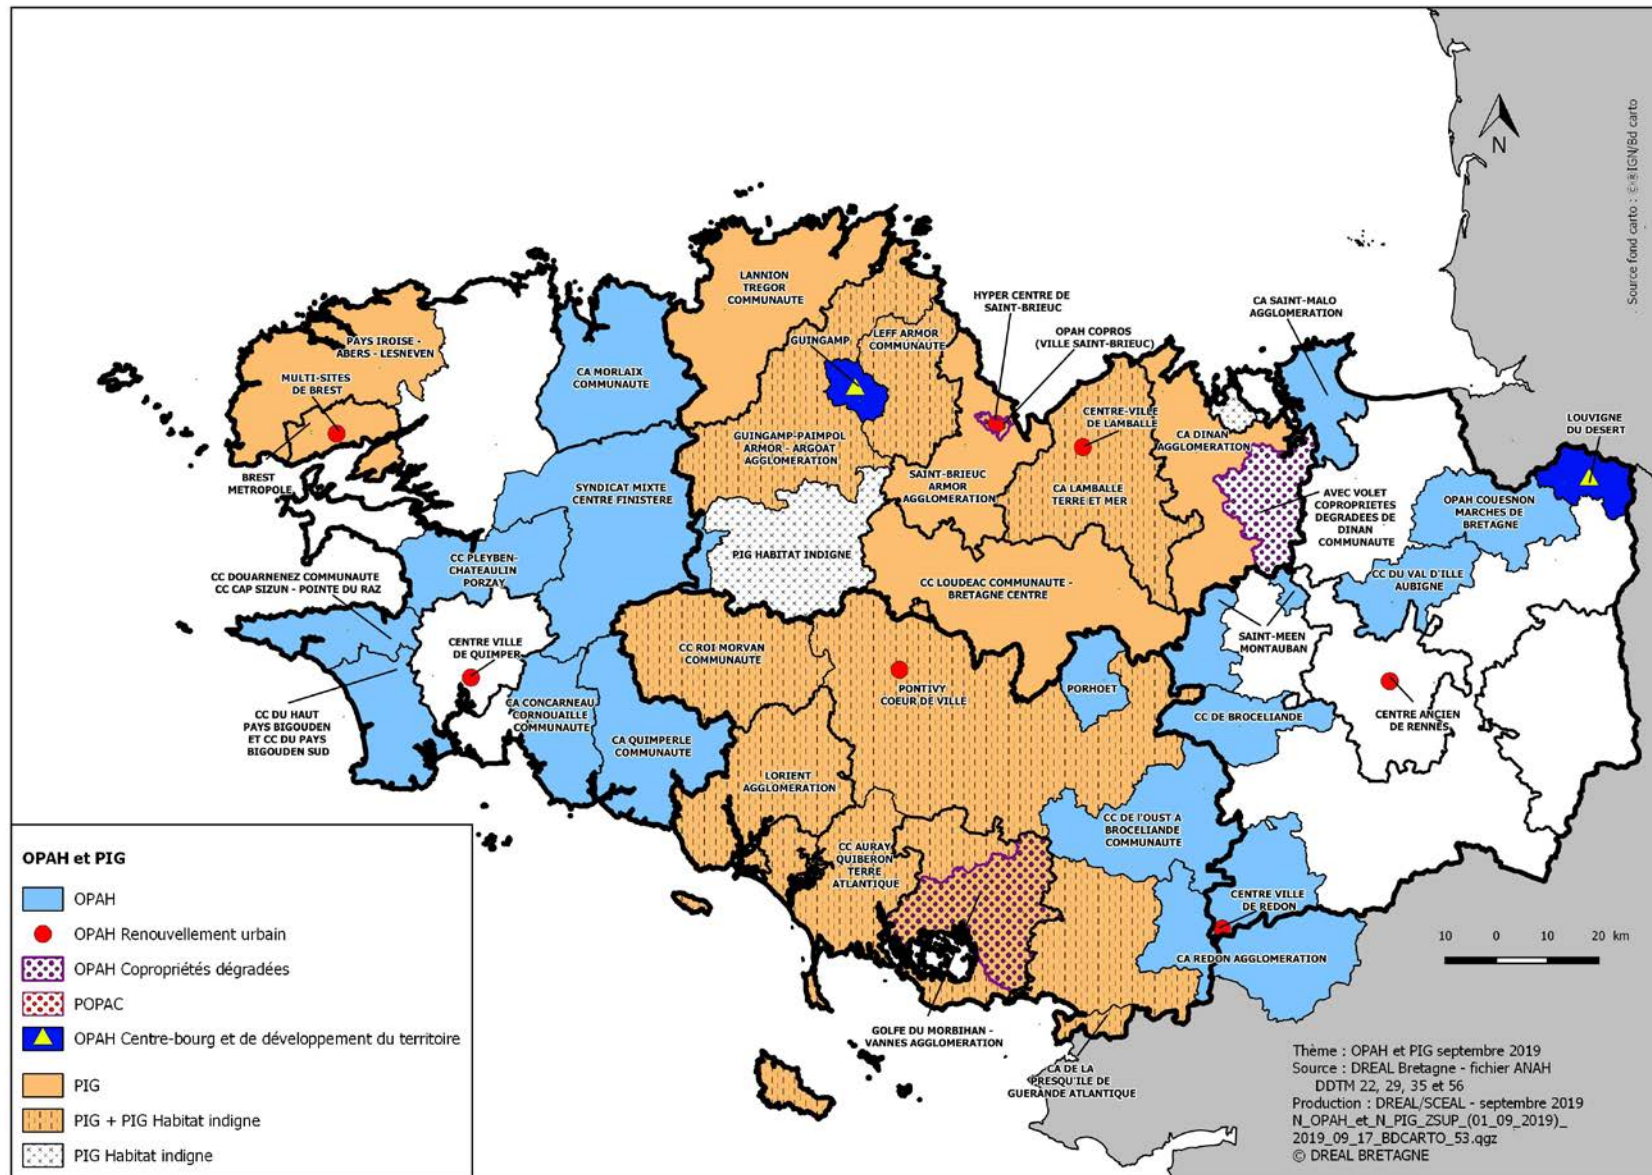 Source fond carto : © ® IGN/Bd carto
N
LANNION
TREGOR
COMMUNAUTE
HYPER CENTRE DE
SAINT-BRIEUC
CA SAINT-MALO
AGGLOMERATION
PAYS IROISE -
ABERS - LESNEVEN
GUINGAMP
LEFF ARMOR
COMMUNAUTE
OPAH COPROS
(VILLE SAINT-BRIEUC)
MULTI-SITES
DE BREST
CA MORLAIX
COMMUNAUTE
CENTRE-VILLE
DE LAMBALLE
LOUVIGNE
DU DESERT
GUINGAMP-PAIMPOL
ARMOR - ARGOAT
AGGLOMERATION
CA DINAN
AGGLOMERATION
BREST
METROPOLE
SYNDICAT MIXTE
CENTRE FINISTERE
SAINT-BRIEUC
ARMOR
AGGLOMERATION
CA LAMBALLE
TERRE ET MER
AVEC VOLET
COPROPRIETES
DEGRADEES DE
DINAN
COMMUNAUTE
OPAH COUESNON
MARCHES DE
BRETAGNE
PIG HABITAT INDIGNE
CC PLEYBEN-
CHATEAULIN
PORZAY
CC DOUARNENEZ COMMUNAUTE
CC CAP SIZUN - POINTE DU RAZ
CC LOUDEAC COMMUNAUTE -
BRETAGNE CENTRE
CC DU VAL D'ILLE
AUBIGNE
CENTRE VILLE
DE QUIMPER
CC ROI MORVAN
COMMUNAUTE
SAINT-MEEN
MONTAUBAN
PONTIVY
COEUR DE VILLE
PORHOET
CC DU HAUT
PAYS BIGOUDEN
ET CC DU PAYS
BIGOUDEN SUD
CA CONCARNEAU
CORNOUAILLE
COMMUNAUTE
CC DE BROCELIANDE
CENTRE ANCIEN
DE RENNES
CA QUIMPERLE
COMMUNAUTE
LORIENT
AGGLOMERATION
CC DE l'OUST A
BROCELIANDE
COMMUNAUTE
CC AURAY
QUIBERON
TERRE
ATLANTIQUE
CENTRE VILLE
DE REDON
CA REDON AGGLOMERATION
GOLFE DU MORBIHAN -
VANNES AGGLOMERATION
CA DE LA
PRESQU'ILE DE
GUERANDE ATLANTIQUE
10 0 10 20 km
OPAH et PIG
OPAH
OPAH Renouvellement urbain
OPAH Copropriétés dégradées
POPAC
OPAH Centre-bourg et de développement du territoire
PIG
PIG + PIG Habitat indigne
PIG Habitat indigne
Thème : OPAH et PIG septembre 2019
Source : DREAL Bretagne - fichier ANAH
DDTM 22, 29, 35 et 56
Production : DREAL/SCEAL - septembre 2019
N_OPAH_et_N_PIG_ZSUP_(01_09_2019)_
2019_09_17_BDCARTO_53.qgz
© DREAL BRETAGNE